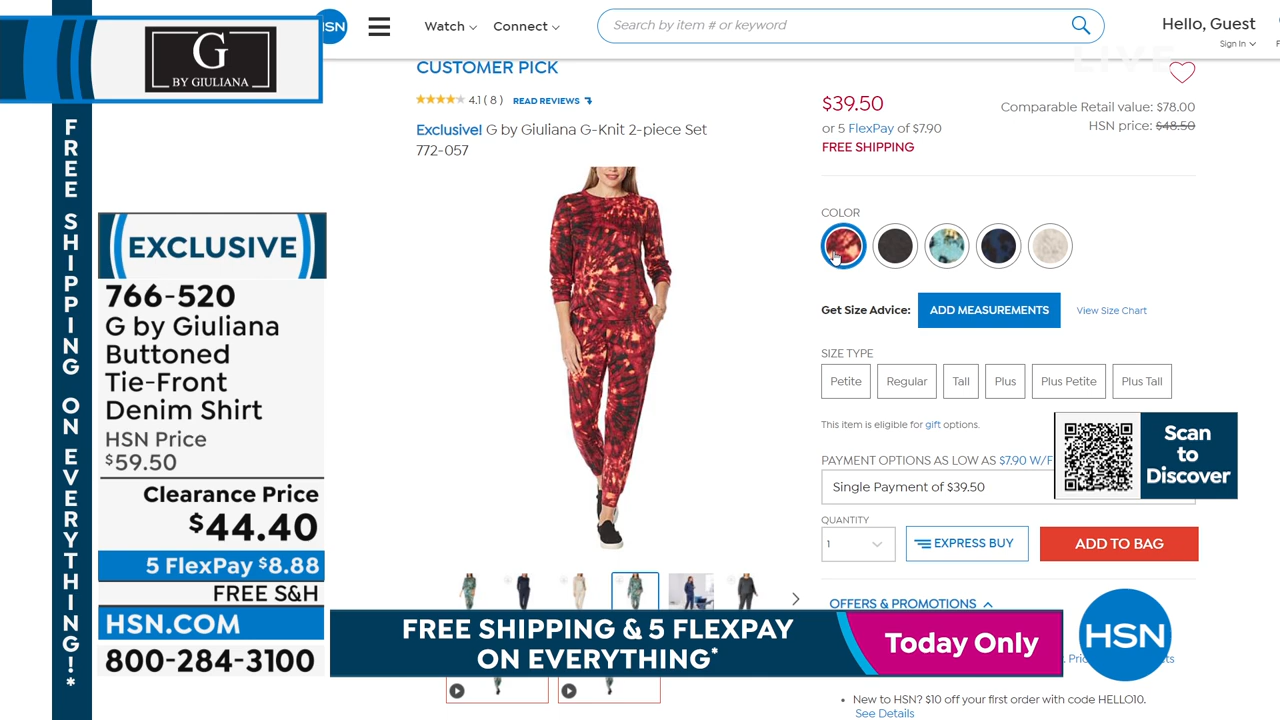 G
BY GIULIANA
FREE SHIPPING ON EVERYTHING!*
EXCLUSIVE
766-520
G by Giuliana
Buttoned
Tie-Front
Denim Shirt
HSN Price
$59.50
Clearance Price
$44.40
5 FlexPay $8.88
FREE S&H
HSN.COM
800-284-3100
HSN
Watch
Connect
Search by item # or keyword
Hello, Guest
Sign In
LIVE
CUSTOMER PICK
4.1 ( 8 ) READ REVIEWS
Exclusive! G by Giuliana G-Knit 2-piece Set
772-057
$39.50
or 5 FlexPay of $7.90
FREE SHIPPING
Comparable Retail value: $78.00
HSN price: $48.50
COLOR
Get Size Advice: ADD MEASUREMENTS View Size Chart
SIZE TYPE
Petite Regular Tall Plus Plus Petite Plus Tall
This item is eligible for gift options.
PAYMENT OPTIONS AS LOW AS $7.90 W/F
Single Payment of $39.50
Scan
to
Discover
QUANTITY
1
EXPRESS BUY
ADD TO BAG
OFFERS & PROMOTIONS
FREE SHIPPING & 5 FLEXPAY
ON EVERYTHING*
Today Only
HSN
New to HSN? $10 off your first order with code HELLO10.
See Details